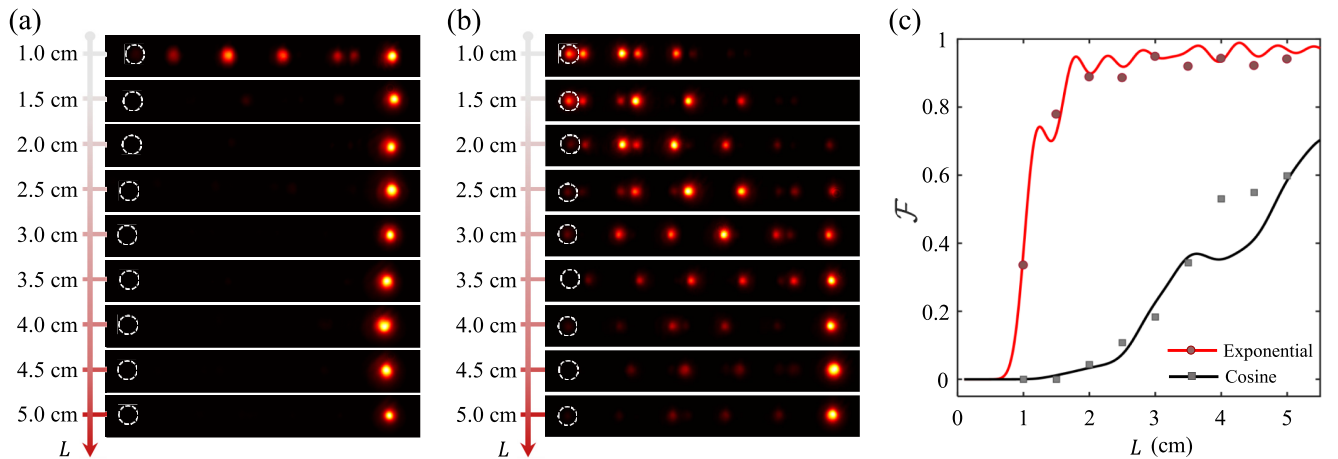 (a)
1.0 cm
1.5 cm
2.0 cm
2.5 cm
3.0 cm
3.5 cm
4.0 cm
4.5 cm
5.0 cm
L
(b)
1.0 cm
1.5 cm
2.0 cm
2.5 cm
3.0 cm
3.5 cm
4.0 cm
4.5 cm
5.0 cm
L
(c)
1
0.8
0.6
0.4
0.2
0
ℱ
Exponential
Cosine
0 1 2 3 4 5
L (cm)